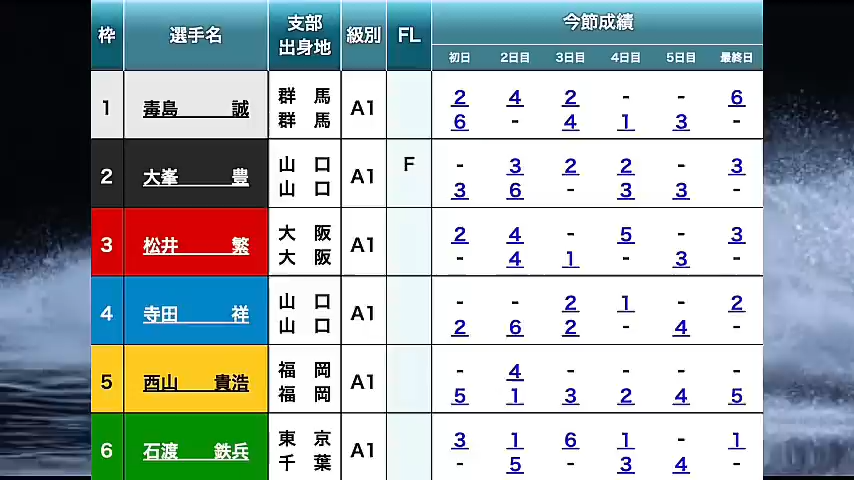 枠 選手名 支部 出身地 級別 FL 今節成績
初日 2日目 3日目 4日目 5日目 最終日
1 毒島 誠 群馬 A1 2 4 2 - - 6
群馬 6 - 4 1 3 -
2 大峯 豊 山口 A1 F - 3 2 2 - 3
山口 3 6 - 3 3 -
3 松井 繁 大阪 A1 2 4 - 5 - 3
大阪 - 4 1 - 3 -
4 寺田 祥 山口 A1 - - 2 1 - 2
山口 2 6 2 - 4 -
5 西山 貴浩 福岡 A1 - 4 - - - -
福岡 5 1 3 2 4 5
6 石渡 鉄兵 東京 A1 3 1 6 1 - 1
千葉 - 5 - 3 4 -